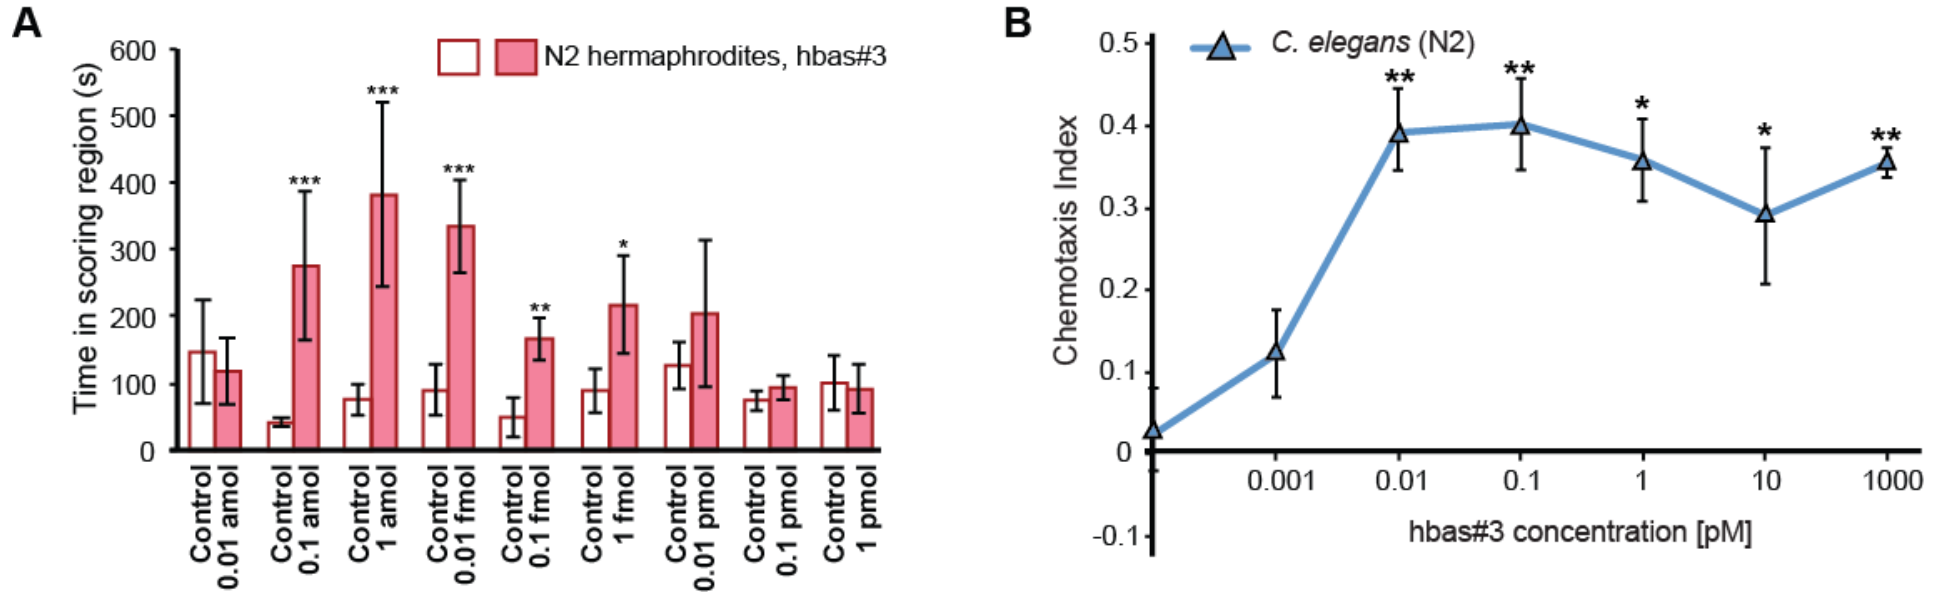 A
600
500
400
300
200
100
0
Time in scoring region (s)
N2 hermaphrodites, hbas#3
***
***
***
**
*
Control
0.01 amol
Control
0.1 amol
Control
1 amol
Control
0.01 fmol
Control
0.1 fmol
Control
1 fmol
Control
0.01 pmol
Control
0.1 pmol
Control
1 pmol
B
0.5
0.4
0.3
0.2
0.1
0
-0.1
Chemotaxis Index
C. elegans (N2)
**
**
*
*
**
0.001
0.01
0.1
1
10
1000
hbas#3 concentration [pM]